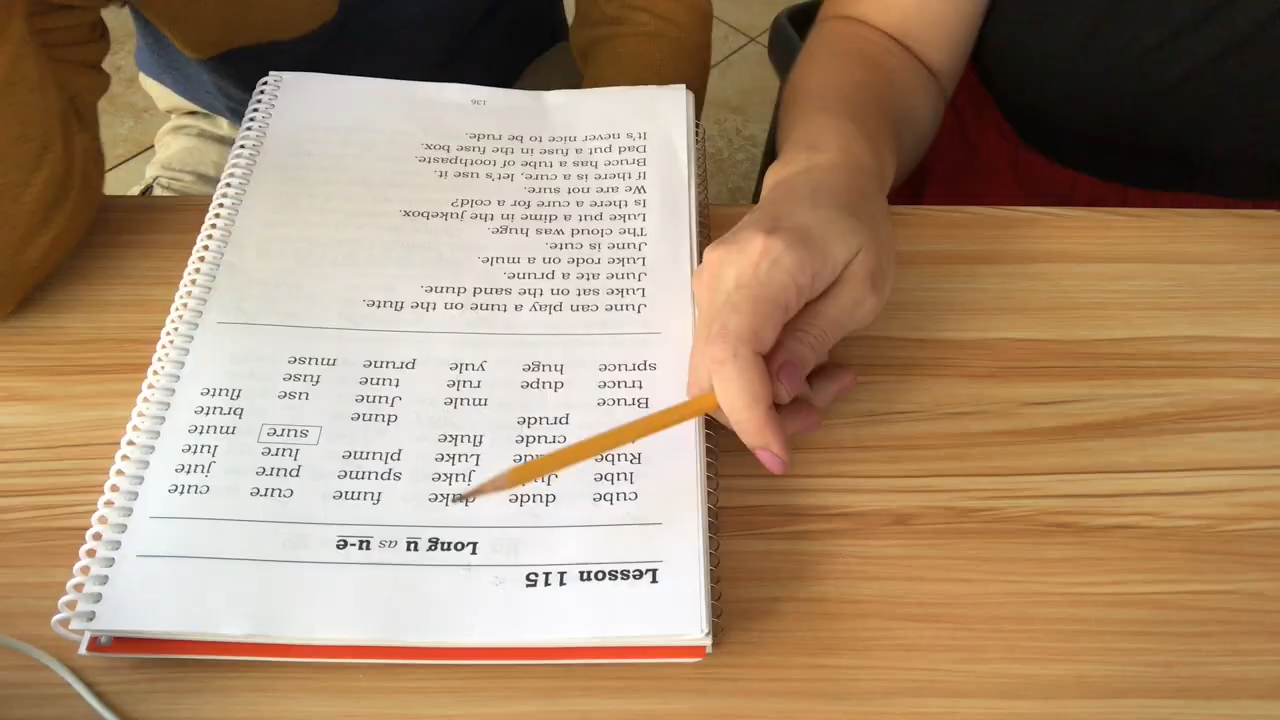 Lesson 115
Long ū as ū-e̅
cube dude duke fume cure cute
lube juke spume pure jute
Rube Luke plume lure lute
crude fluke sure mute
prude dune brute
Bruce mule June use flute
truce dupe rule tune fuse
spruce huge yule prune muse
June can play a tune on the flute.
Luke sat on the sand dune.
June ate a prune.
Luke rode on a mule.
June is cute.
The cloud was huge.
Luke put a dime in the jukebox.
Is there a cure for a cold?
We are not sure.
If there is a cure, let's use it.
Bruce has a tube of toothpaste.
Dad put a fuse in the fuse box.
It's never nice to be rude.
136